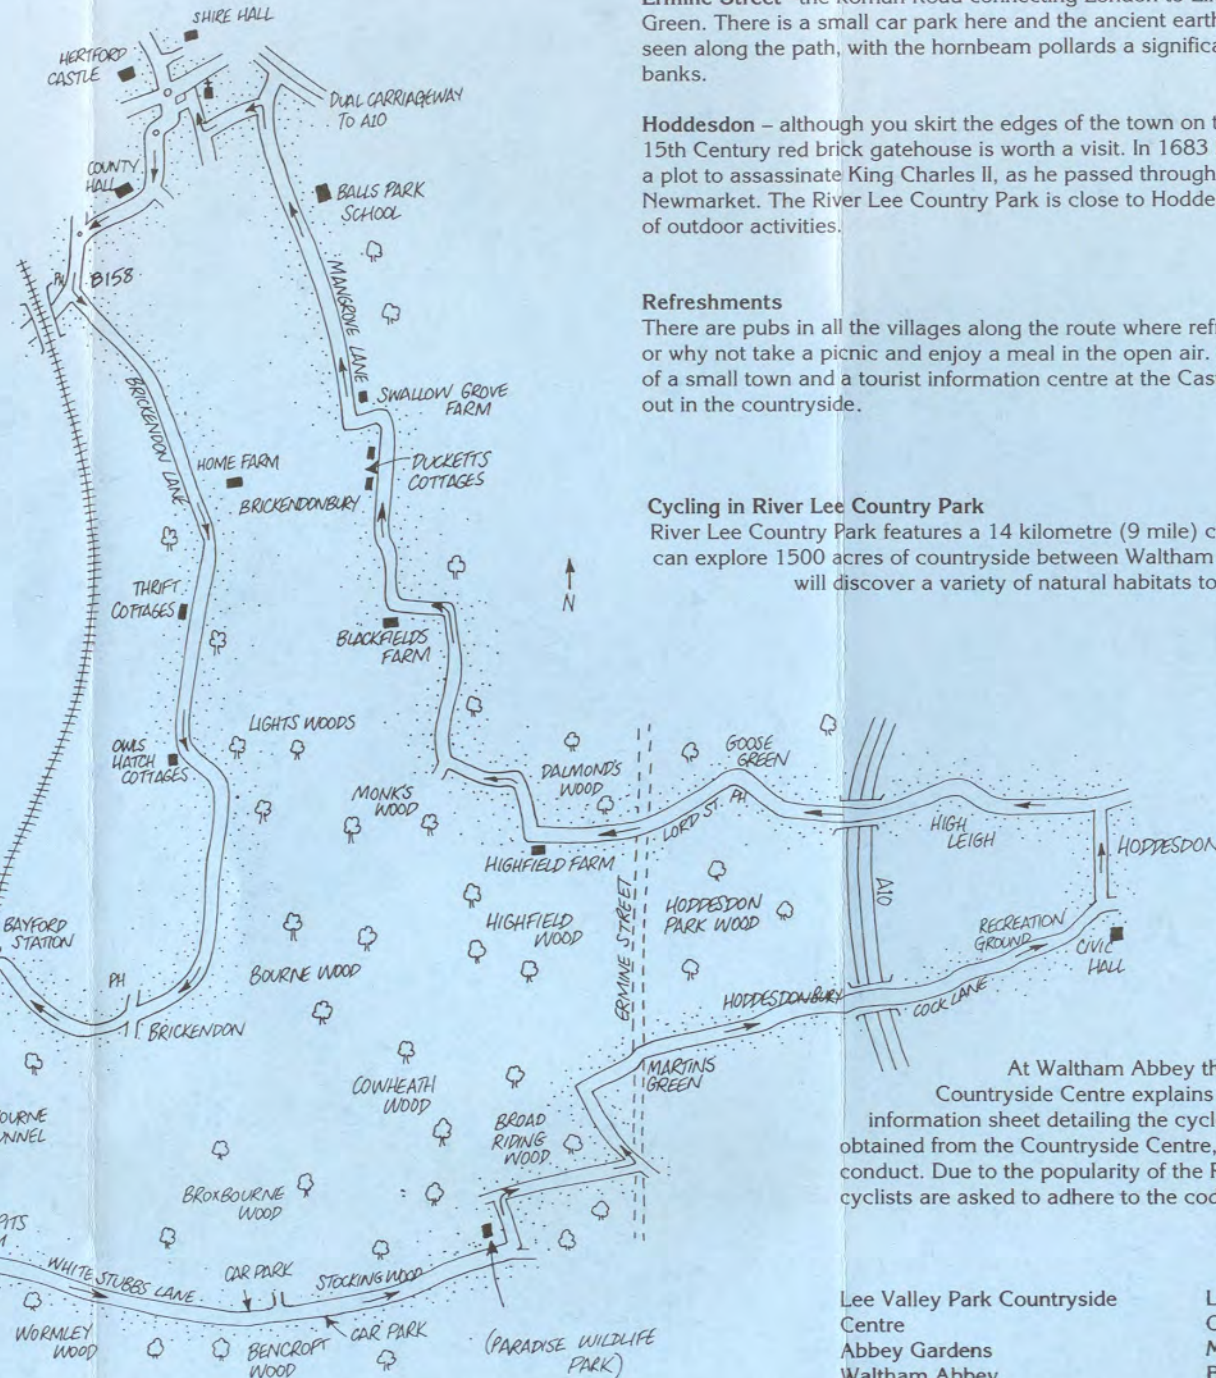 Green. There is a small car park here and the ancient earth
seen along the path, with the hornbeam pollards a significa
banks.
Hoddesdon – although you skirt the edges of the town on t
15th Century red brick gatehouse is worth a visit. In 1683
a plot to assassinate King Charles II, as he passed through
Newmarket. The River Lee Country Park is close to Hodde
of outdoor activities.
Refreshments
There are pubs in all the villages along the route where ref
or why not take a picnic and enjoy a meal in the open air.
of a small town and a tourist information centre at the Cas
out in the countryside.
Cycling in River Lee Country Park
River Lee Country Park features a 14 kilometre (9 mile) c
can explore 1500 acres of countryside between Waltham
will discover a variety of natural habitats to
SHIRE HALL
HERTFORD
CASTLE
DUAL CARRIAGEWAY
TO A10
COUNTY
HALL
BALLS PARK
SCHOOL
PH
B158
MANGROVE LANE
BRICKENDON LANE
SWALLOW GROVE
FARM
HOME FARM
DUCKETTS
COTTAGES
BRICKENDONBURY
N
THRIFT
COTTAGES
BLACKFIELDS
FARM
LIGHTS WOODS
OWLS
HATCH
COTTAGES
MONK'S
WOOD
DALMOND'S
WOOD
GOOSE
GREEN
LORD ST. PH
HIGH
LEIGH
HODDESDON
HIGHFIELD FARM
A10
ERMINE STREET
HODDESDON
PARK WOOD
HIGHFIELD
WOOD
RECREATION
GROUND
CIVIC
HALL
BAYFORD
STATION
PH
BOURNE WOOD
BRICKENDON
HODDESDONBURY
COCK LANE
MARTINS
GREEN
COWHEATH
WOOD
BROAD
RIDING
WOOD
OURNE
NNEL
BROXBOURNE
WOOD
PITS
M
WHITE STUBBS LANE
CAR PARK
STOCKING WOOD
WORMLEY
WOOD
BENCROFT
WOOD
CAR PARK
(PARADISE WILDLIFE
PARK)
At Waltham Abbey th
Countryside Centre explains
information sheet detailing the cycl
obtained from the Countryside Centre,
conduct. Due to the popularity of the P
cyclists are asked to adhere to the cod
Lee Valley Park Countryside
Centre
Abbey Gardens
Waltham Abbey